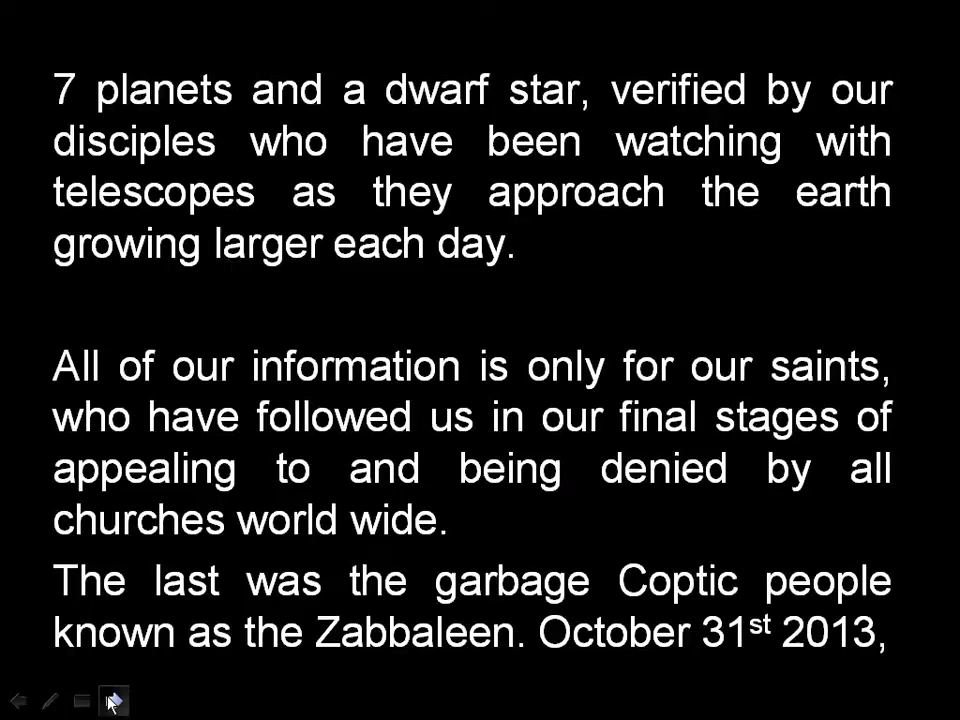 7 planets and a dwarf star, verified by our
disciples who have been watching with
telescopes as they approach the earth
growing larger each day.
All of our information is only for our saints,
who have followed us in our final stages of
appealing to and being denied by all
churches world wide.
The last was the garbage Coptic people
known as the Zabbaleen. October 31st 2013,